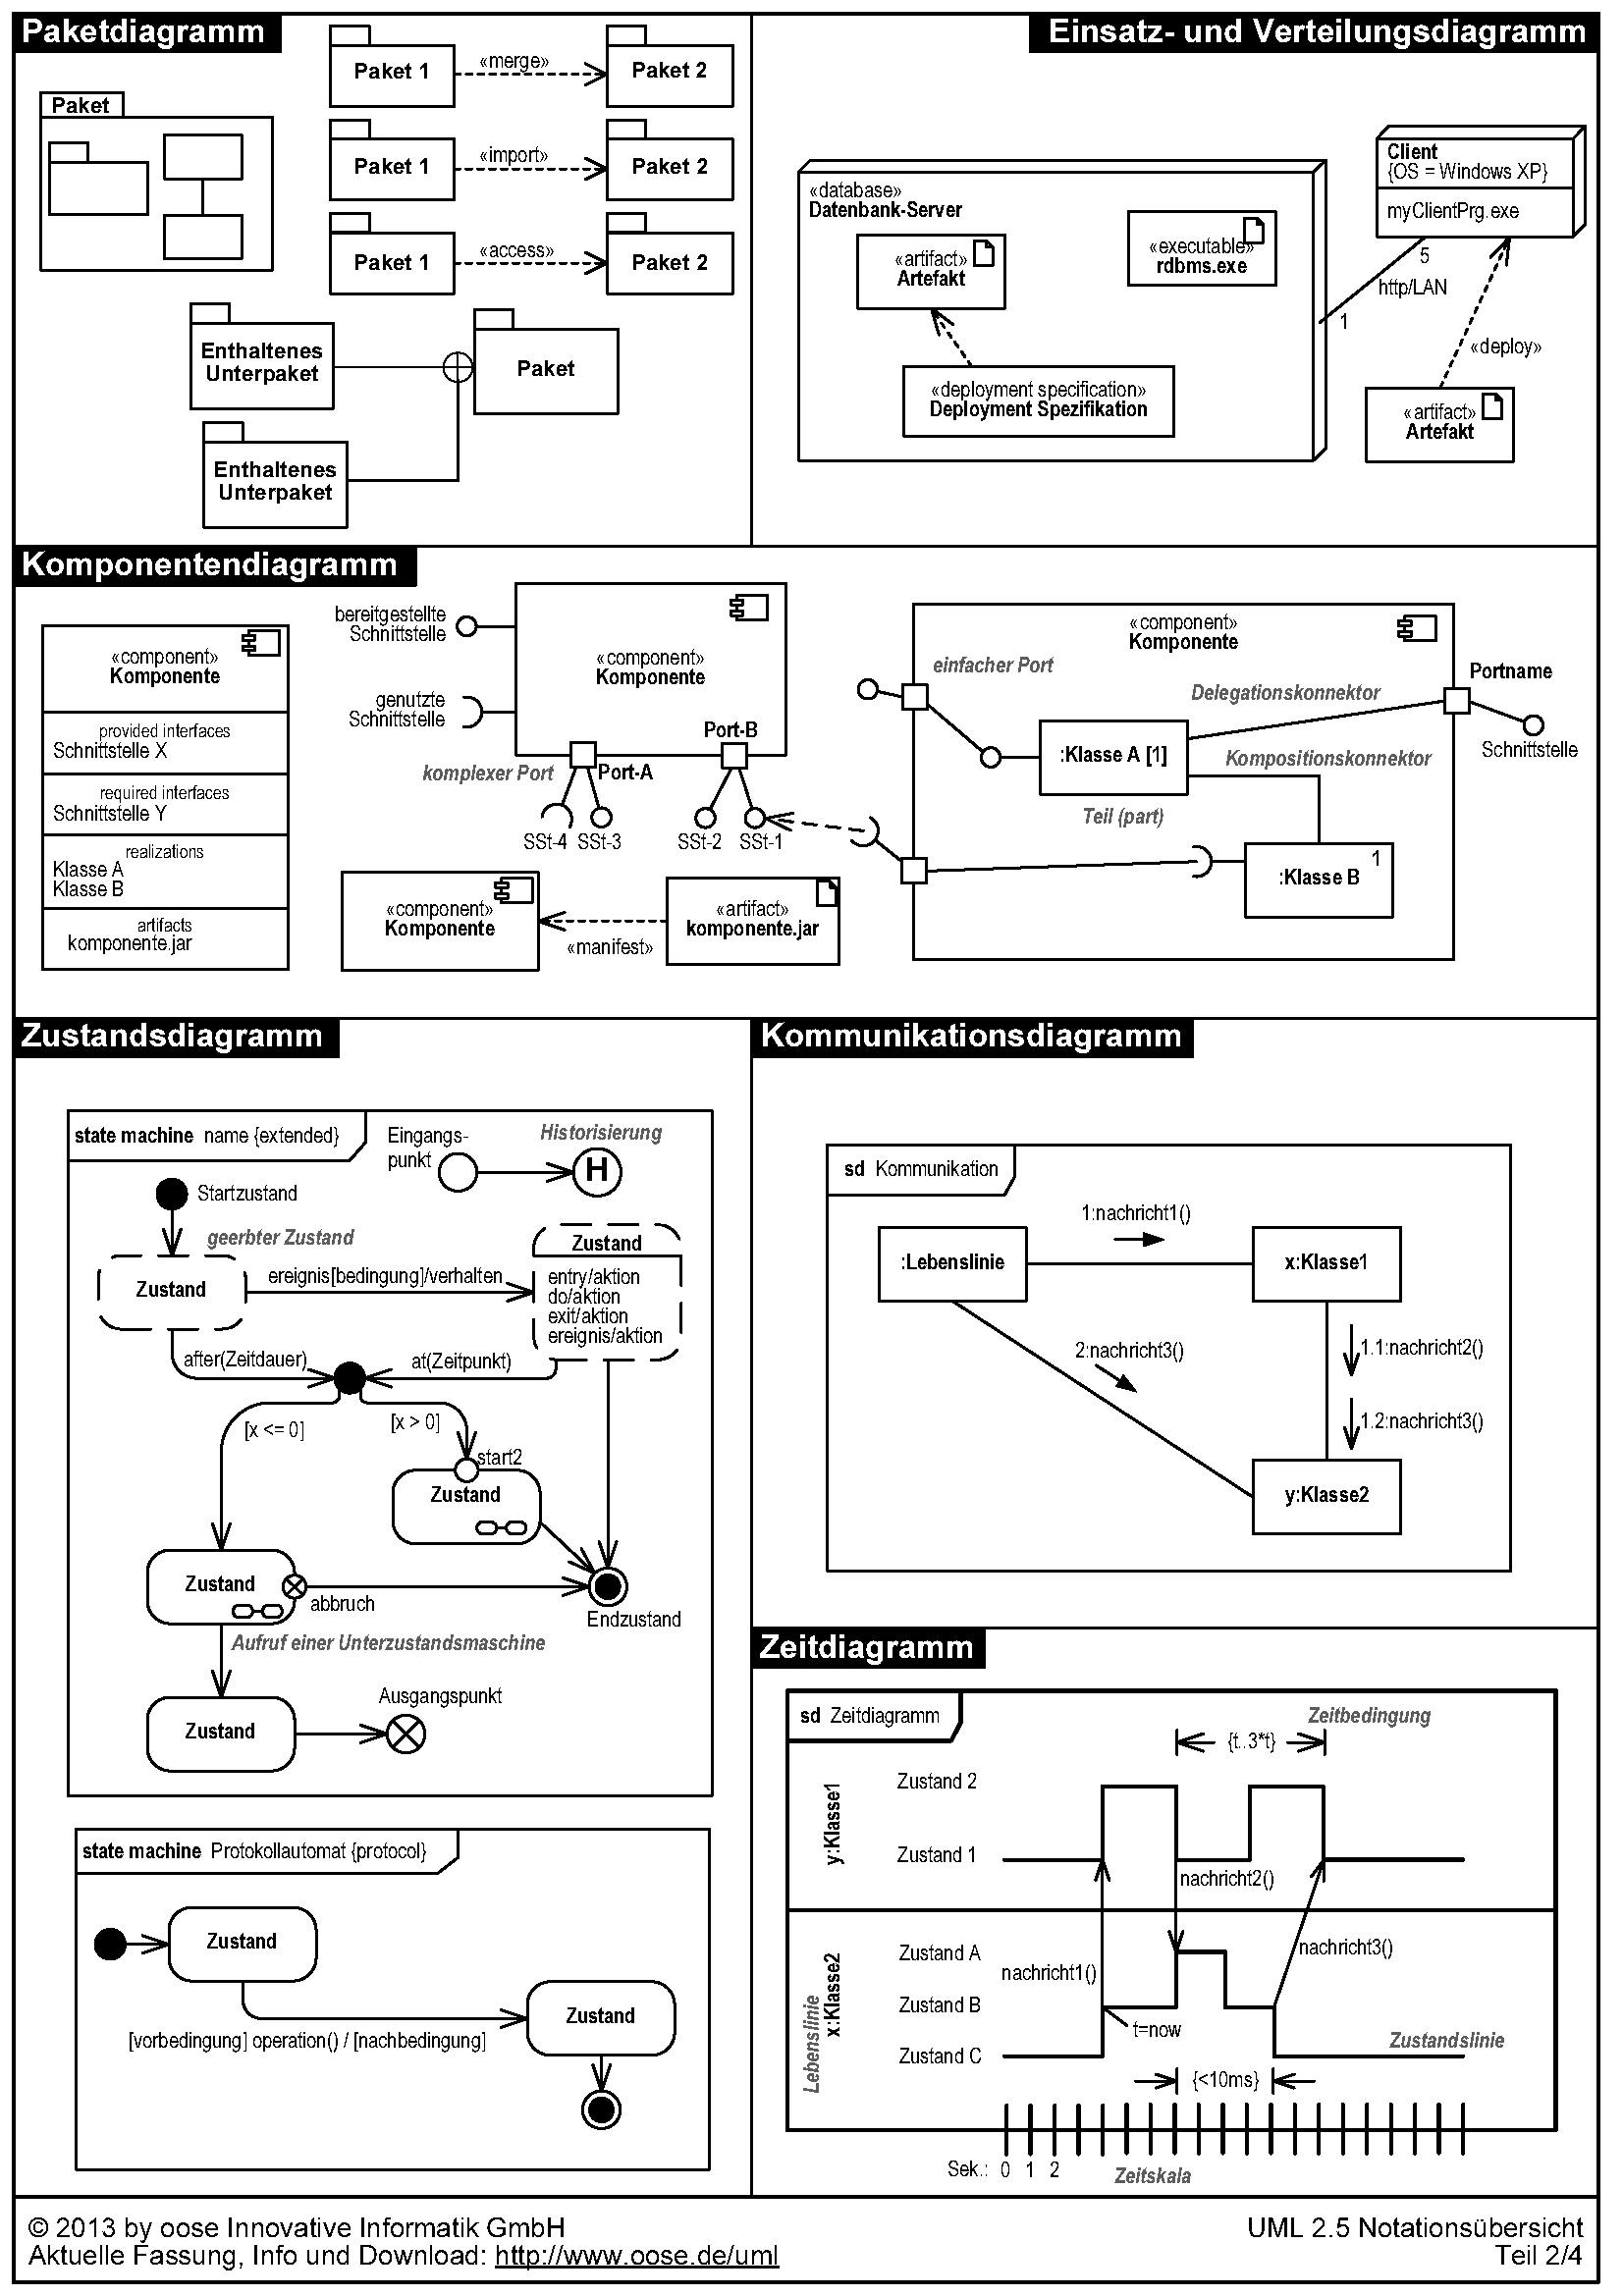 Paketdiagramm
Paket
Paket 1
«merge»
Paket 2
Paket 1
«import»
Paket 2
Paket 1
«access»
Paket 2
Enthaltenes
Unterpaket
Paket
Enthaltenes
Unterpaket
Einsatz- und Verteilungsdiagramm
«database»
Datenbank-Server
«artifact»
Artefakt
«executable»
rdbms.exe
«deployment specification»
Deployment Spezifikation
Client
{OS = Windows XP}
myClientPrg.exe
5
http/LAN
1
«deploy»
«artifact»
Artefakt
Komponentendiagramm
«component»
Komponente
provided interfaces
Schnittstelle X
required interfaces
Schnittstelle Y
realizations
Klasse A
Klasse B
artifacts
komponente.jar
bereitgestellte
Schnittstelle
genutzte
Schnittstelle
«component»
Komponente
Port-B
komplexer Port
Port-A
SSt-4
SSt-3
SSt-2
SSt-1
«component»
Komponente
«manifest»
«artifact»
komponente.jar
«component»
Komponente
einfacher Port
Delegationskonnektor
Portname
Schnittstelle
:Klasse A [1]
Kompositionskonnektor
Teil (part)
1
:Klasse B
Zustandsdiagramm
state machine name {extended}
Eingangs-
punkt
Historisierung
H
Startzustand
geerbter Zustand
Zustand
ereignis[bedingung]/verhalten
Zustand
entry/aktion
do/aktion
exit/aktion
ereignis/aktion
after(Zeitdauer)
at(Zeitpunkt)
[x <= 0]
[x > 0]
start2
Zustand
Zustand
abbruch
Endzustand
Aufruf einer Unterzustandsmaschine
Zustand
Ausgangspunkt
state machine Protokollautomat {protocol}
Zustand
Zustand
[vorbedingung] operation() / [nachbedingung]
Kommunikationsdiagramm
sd Kommunikation
1:nachricht1()
:Lebenslinie
x:Klasse1
2:nachricht3()
1.1:nachricht2()
1.2:nachricht3()
y:Klasse2
Zeitdiagramm
sd Zeitdiagramm
Zeitbedingung
{t..3*t}
y:Klasse1
Zustand 2
Zustand 1
nachricht2()
Lebenslinie
x:Klasse2
Zustand A
nachricht1()
nachricht3()
Zustand B
t=now
Zustand C
Zustandslinie
{<10ms}
Sek.: 0 1 2
Zeitskala
© 2013 by oose Innovative Informatik GmbH
Aktuelle Fassung, Info und Download: http://www.oose.de/uml
UML 2.5 Notationsübersicht
Teil 2/4